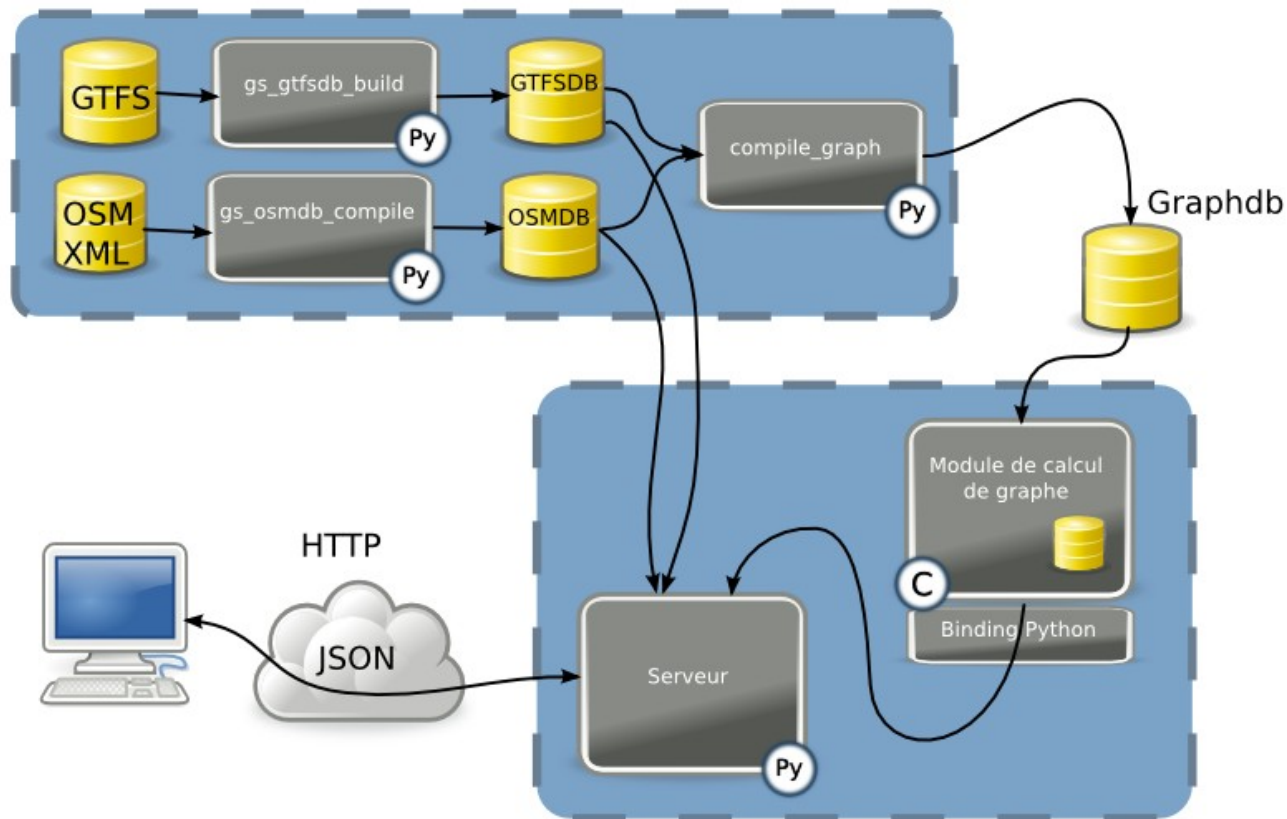 GTFS
gs_gtfsdb_build
Py
GTFSDB
compile_graph
Py
OSM
XML
gs_osmdb_compile
Py
OSMDB
Graphdb
Module de calcul
de graphe
C
Binding Python
HTTP
JSON
Serveur
Py